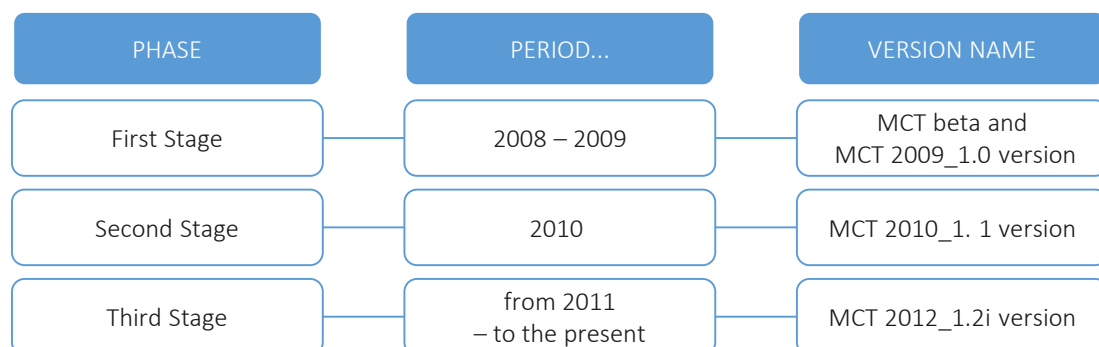 PHASE
PERIOD...
VERSION NAME
First Stage
2008 – 2009
MCT beta and
MCT 2009_1.0 version
Second Stage
2010
MCT 2010_1. 1 version
Third Stage
from 2011
– to the present
MCT 2012_1.2i version